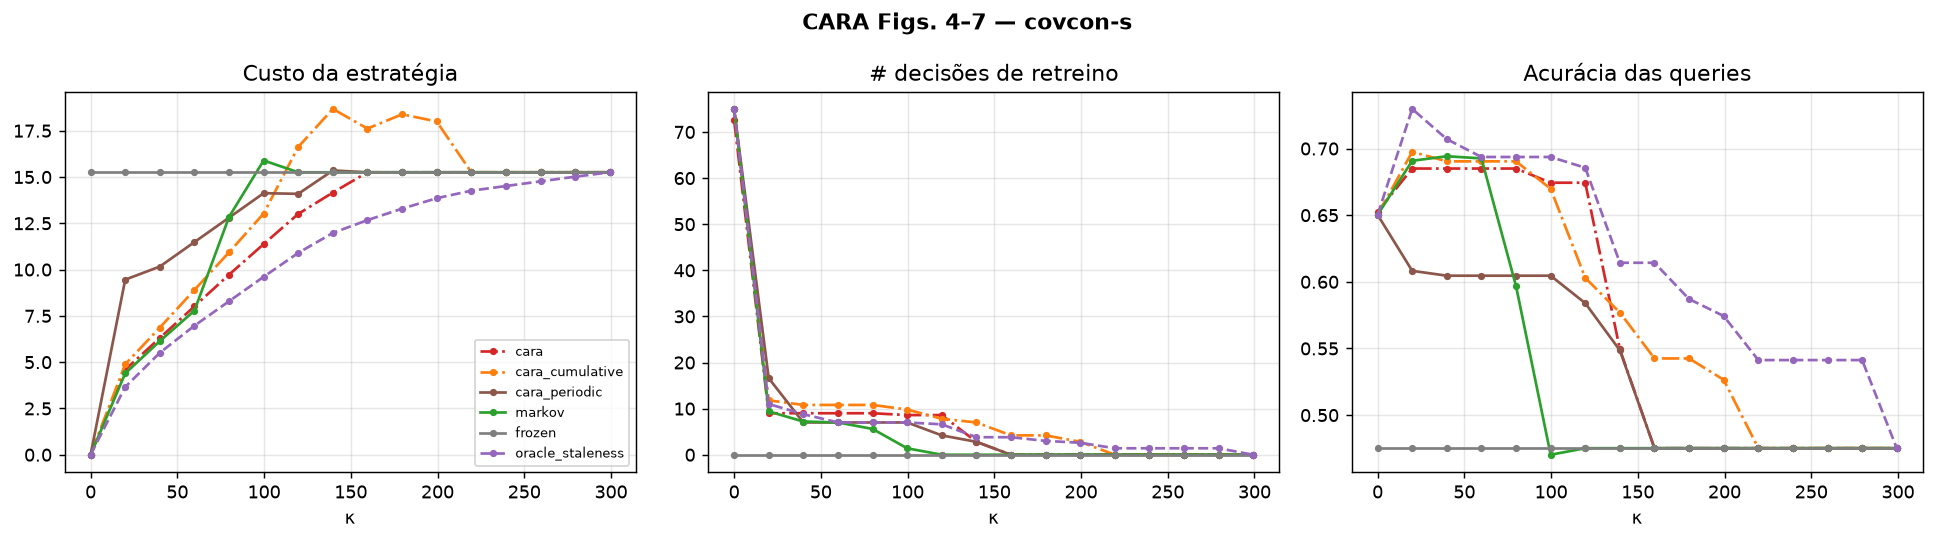 CARA Figs. 4–7 — covcon-s
Custo da estratégia
17.5
15.0
12.5
10.0
7.5
5.0
2.5
0.0
0 50 100 150 200 250 300
κ
cara
cara_cumulative
cara_periodic
markov
frozen
oracle_staleness
# decisões de retreino
70
60
50
40
30
20
10
0
0 50 100 150 200 250 300
κ
Acurácia das queries
0.70
0.65
0.60
0.55
0.50
0 50 100 150 200 250 300
κ